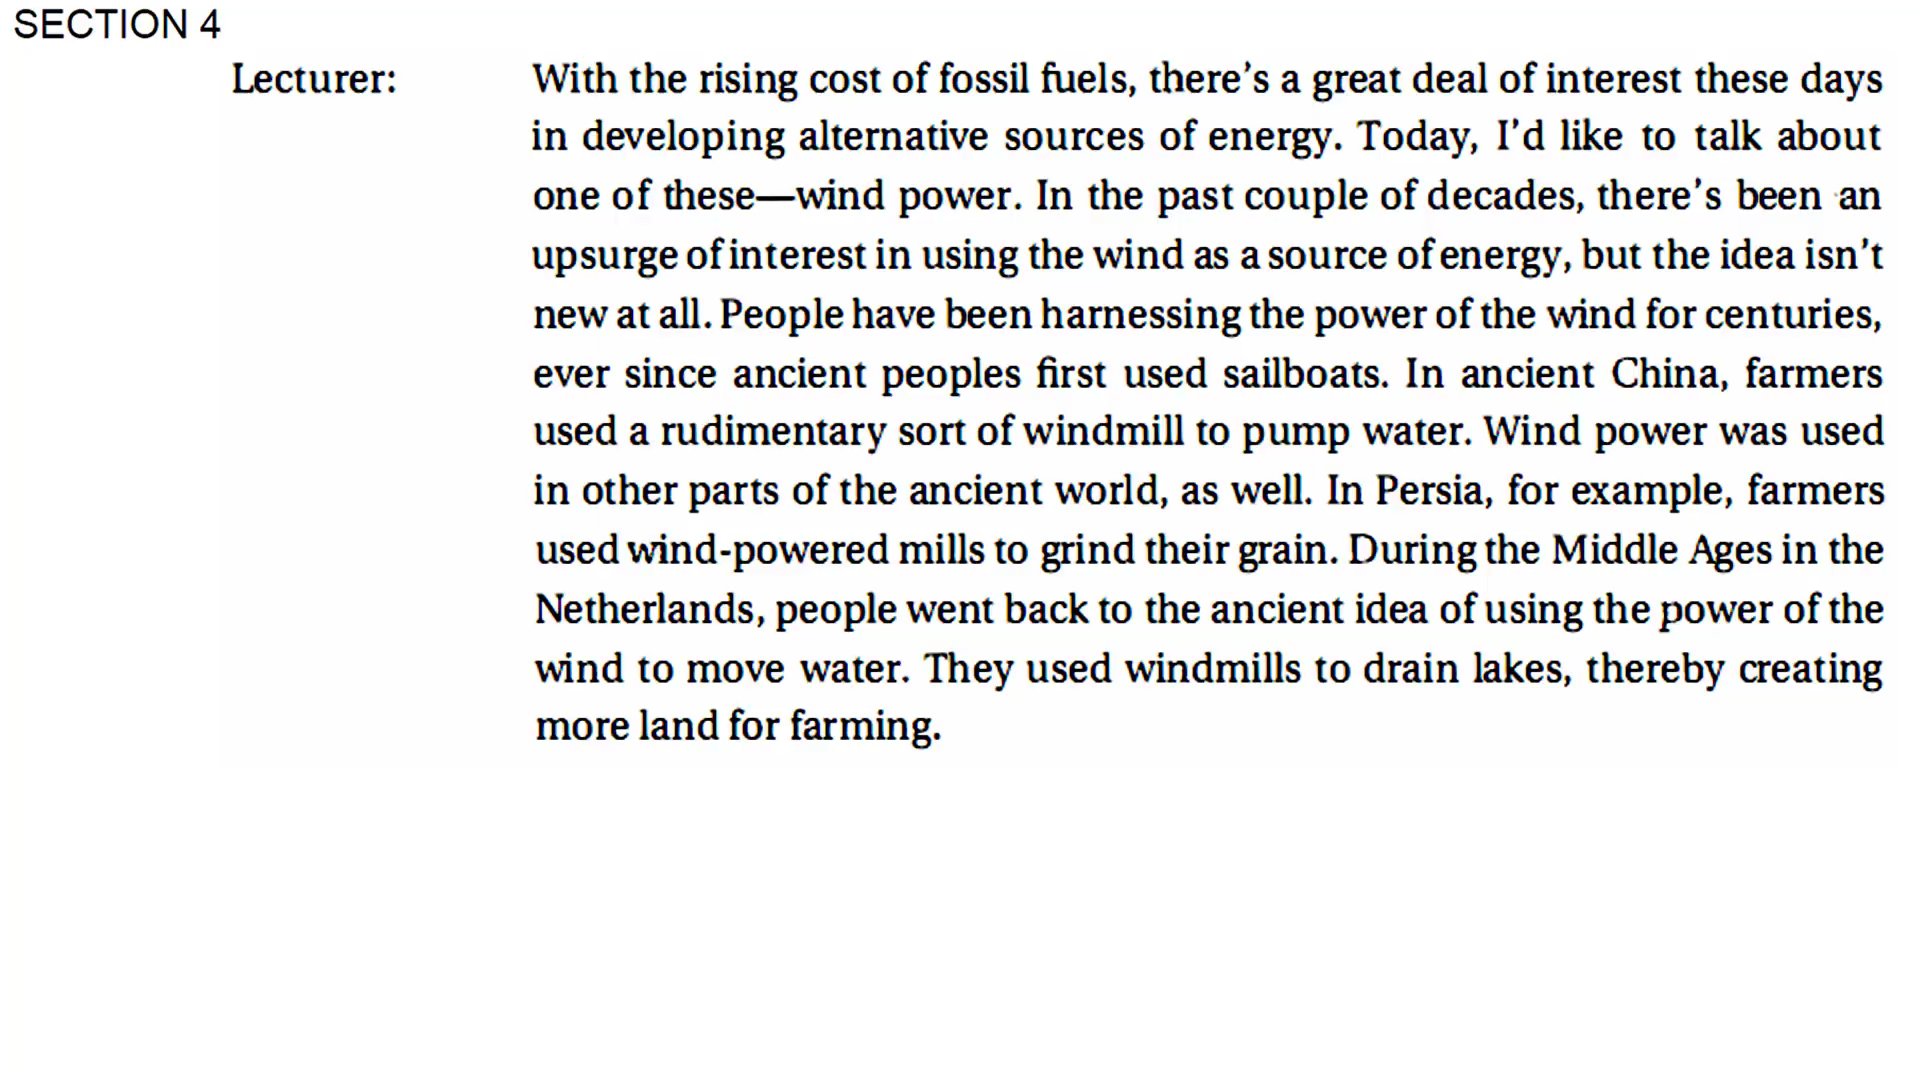 SECTION 4
Lecturer: With the rising cost of fossil fuels, there's a great deal of interest these days
in developing alternative sources of energy. Today, I'd like to talk about
one of these—wind power. In the past couple of decades, there's been an
upsurge of interest in using the wind as a source of energy, but the idea isn't
new at all. People have been harnessing the power of the wind for centuries,
ever since ancient peoples first used sailboats. In ancient China, farmers
used a rudimentary sort of windmill to pump water. Wind power was used
in other parts of the ancient world, as well. In Persia, for example, farmers
used wind-powered mills to grind their grain. During the Middle Ages in the
Netherlands, people went back to the ancient idea of using the power of the
wind to move water. They used windmills to drain lakes, thereby creating
more land for farming.